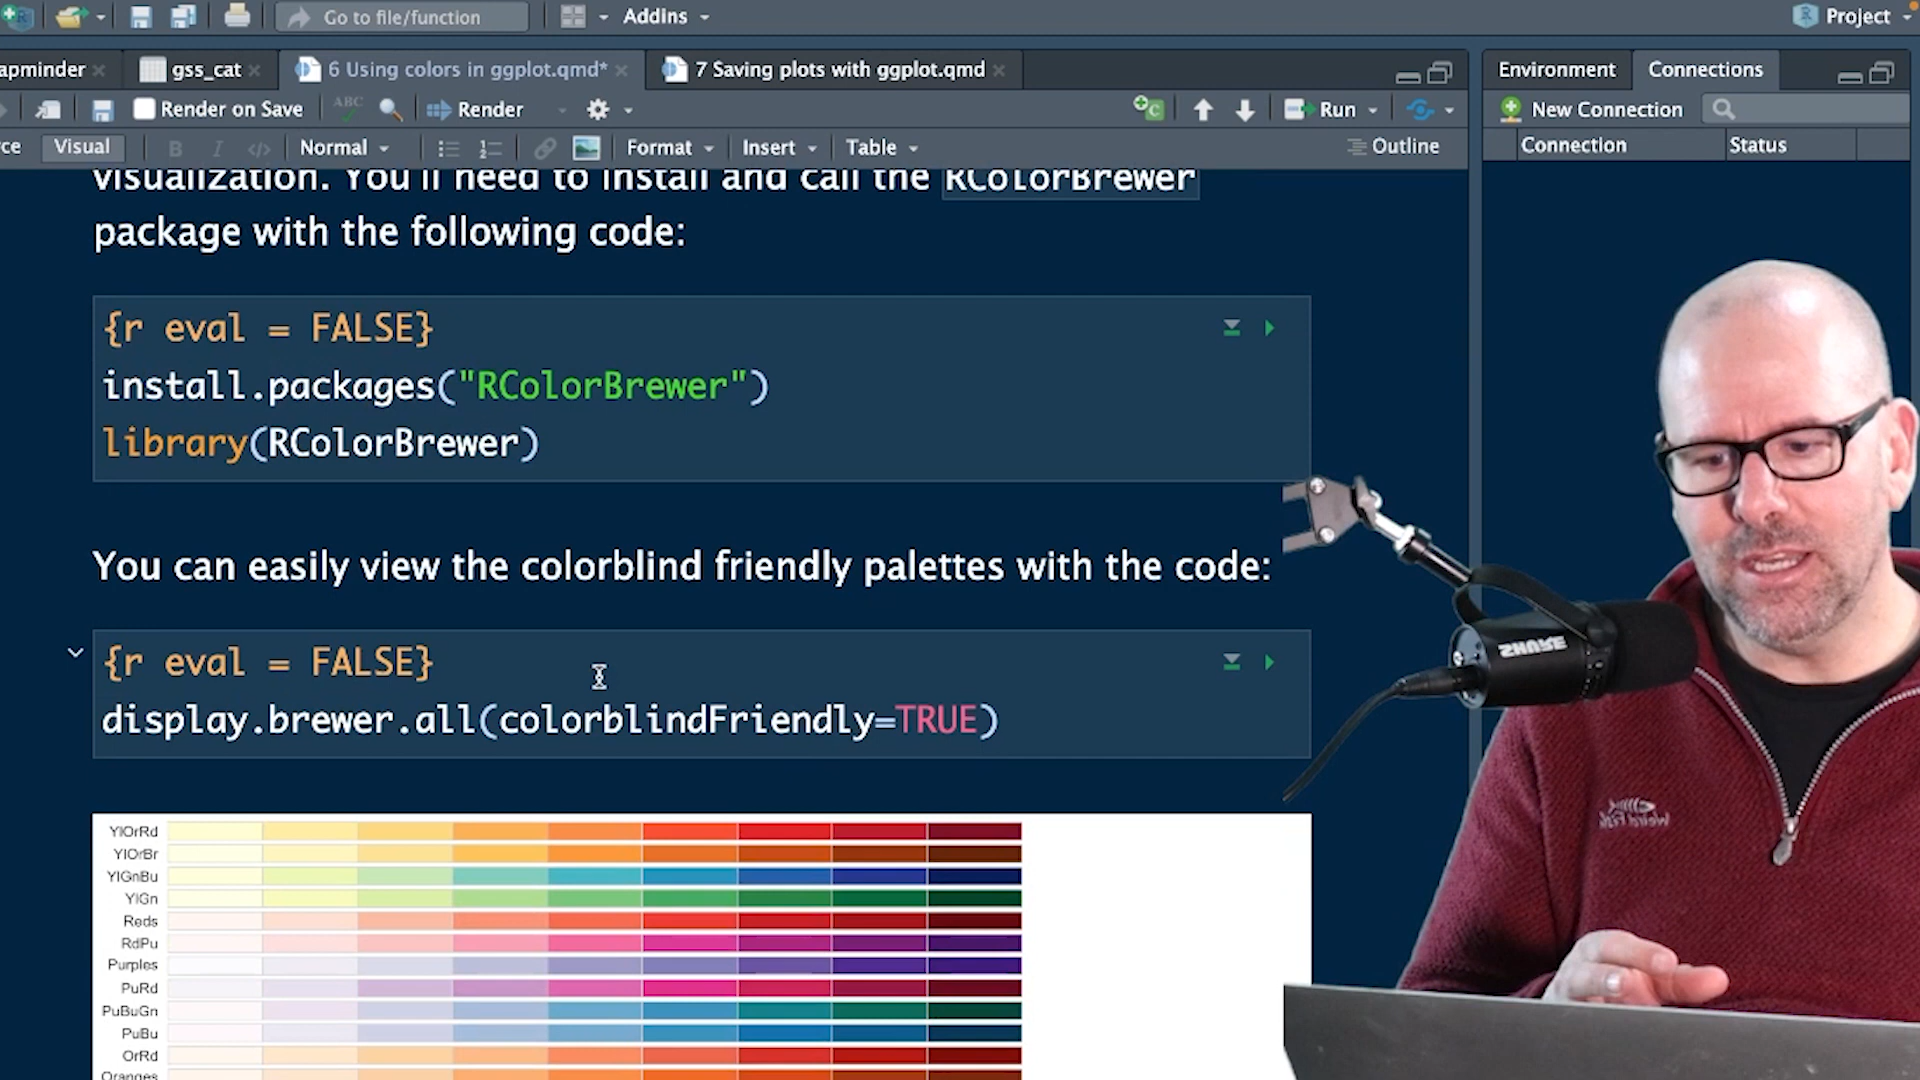 Go to file/function
Addins
Project
apminder
gss_cat
6 Using colors in ggplot.qmd*
7 Saving plots with ggplot.qmd
Environment
Connections
Render on Save
ABC
Render
Run
New Connection
ce
Visual
B
I
Normal
Format
Insert
Table
Outline
Connection
Status
visualization. You'll need to install and call the RColorBrewer
package with the following code:
{r eval = FALSE}
install.packages("RColorBrewer")
library(RColorBrewer)
You can easily view the colorblind friendly palettes with the code:
{r eval = FALSE}
display.brewer.all(colorblindFriendly=TRUE)
YlOrRd
YlOrBr
YlGnBu
YlGn
Reds
RdPu
Purples
PuRd
PuBuGn
PuBu
OrRd
Oranges
SHURE